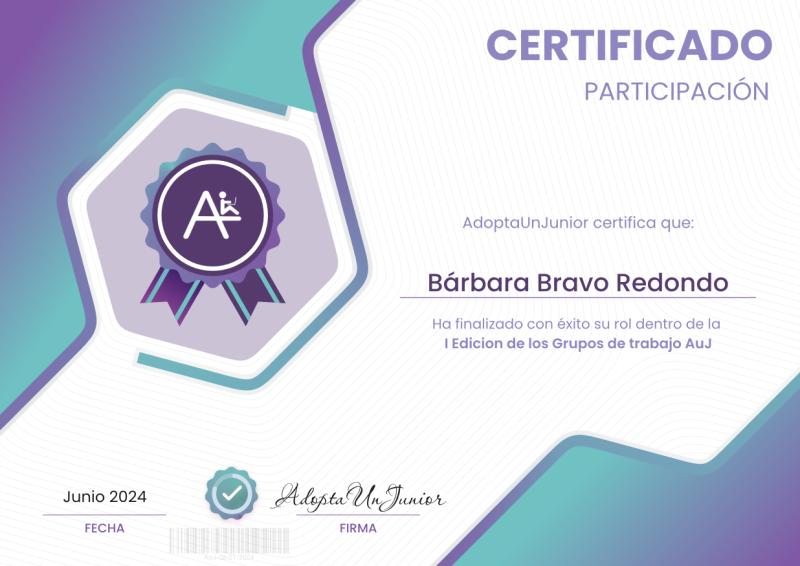 CERTIFICADO
PARTICIPACIÓN
AdoptaUnJunior certifica que:
Bárbara Bravo Redondo
Ha finalizado con éxito su rol dentro de la
I Edicion de los Grupos de trabajo AuJ
Junio 2024
FECHA
AdoptaUnJunior
FIRMA